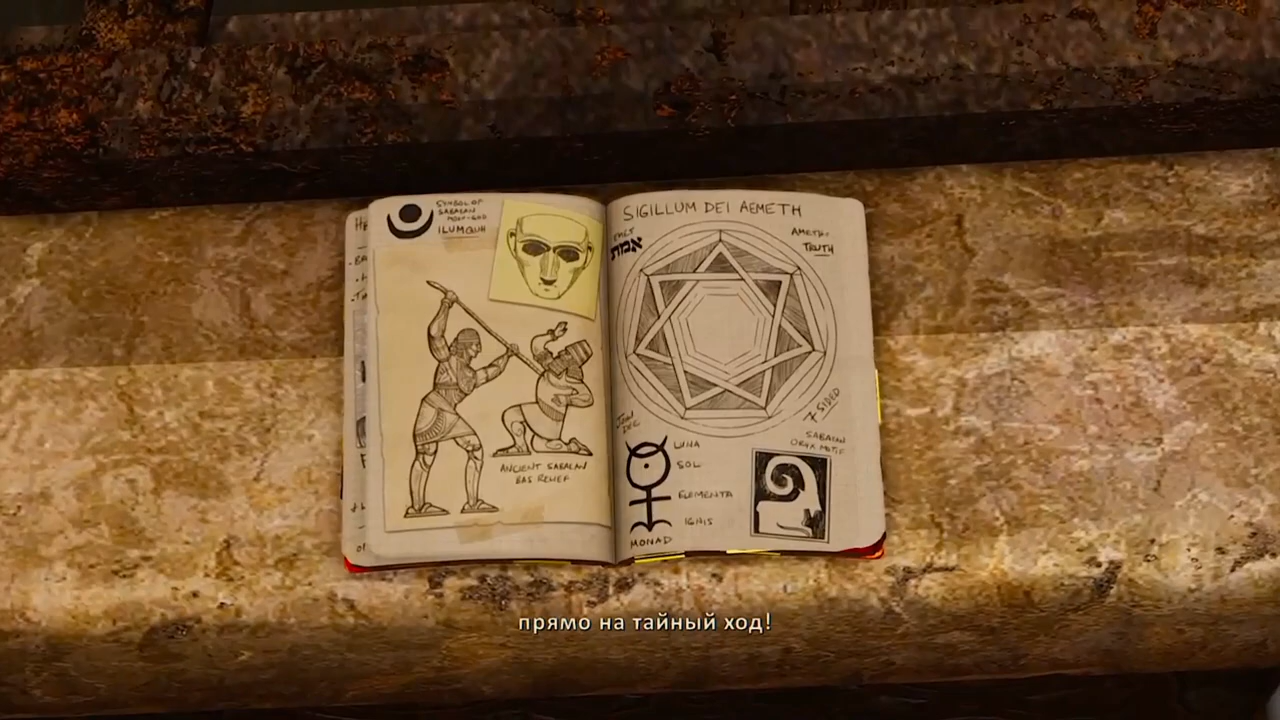 SYMBOL OF
SABAEAN
MOON-GOD
ILUMQUH
ANCIENT SABAEAN
BAS RELIEF
SIGILLUM DEI AEMETH
EMET
אמת
AMETH=
TRUTH
7 SIDED
JOHN
DEE
LUNA
SOL
ELEMENTA
IGNIS
MONAD
SABAEAN
ORYX MOTIF
прямо на тайный ход!